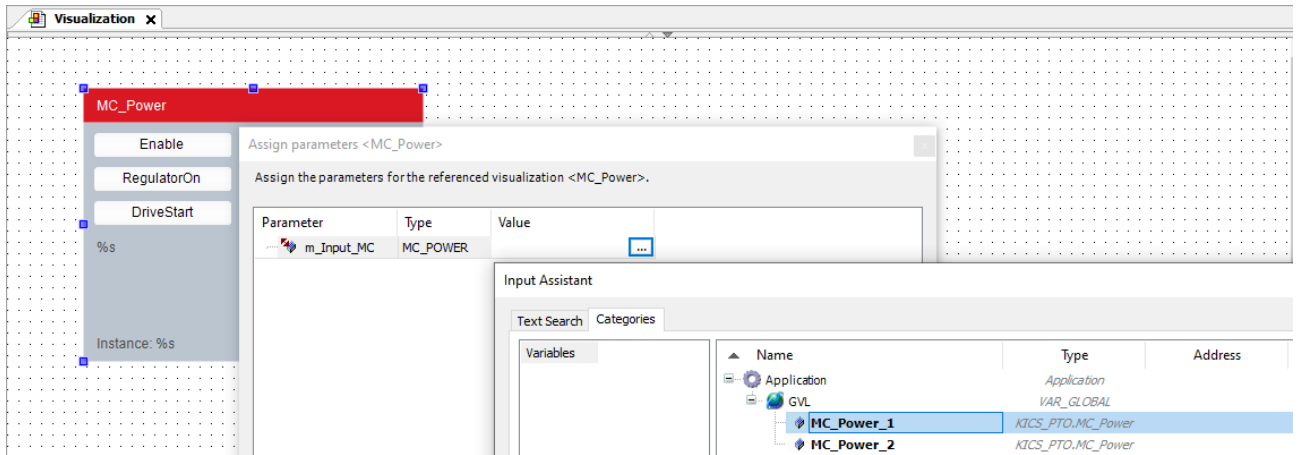 Visualization x
MC_Power
Enable
RegulatorOn
DriveStart
%s
Instance: %s
Assign parameters <MC_Power>
Assign the parameters for the referenced visualization <MC_Power>.
Parameter Type Value
m_Input_MC MC_POWER ...
Input Assistant
Text Search Categories
Variables
Name Type Address
Application Application
GVL VAR_GLOBAL
MC_Power_1 KICS_PTO.MC_Power
MC_Power_2 KICS_PTO.MC_Power